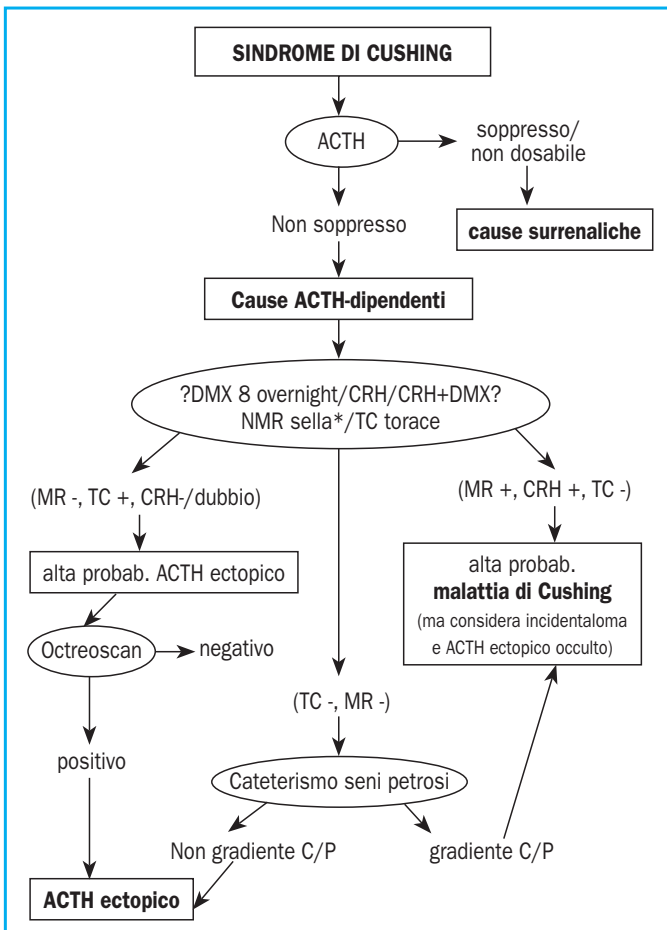 SINDROME DI CUSHING
ACTH
soppresso/
non dosabile
Non soppresso
cause surrenaliche
Cause ACTH-dipendenti
?DMX 8 overnight/CRH/CRH+DMX?
NMR sella*/TC torace
(MR -, TC +, CRH-/dubbio)
(MR +, CRH +, TC -)
alta probab. ACTH ectopico
alta probab.
malattia di Cushing
(ma considera incidentaloma
e ACTH ectopico occulto)
Octreoscan
negativo
(TC -, MR -)
positivo
Cateterismo seni petrosi
Non gradiente C/P
gradiente C/P
ACTH ectopico